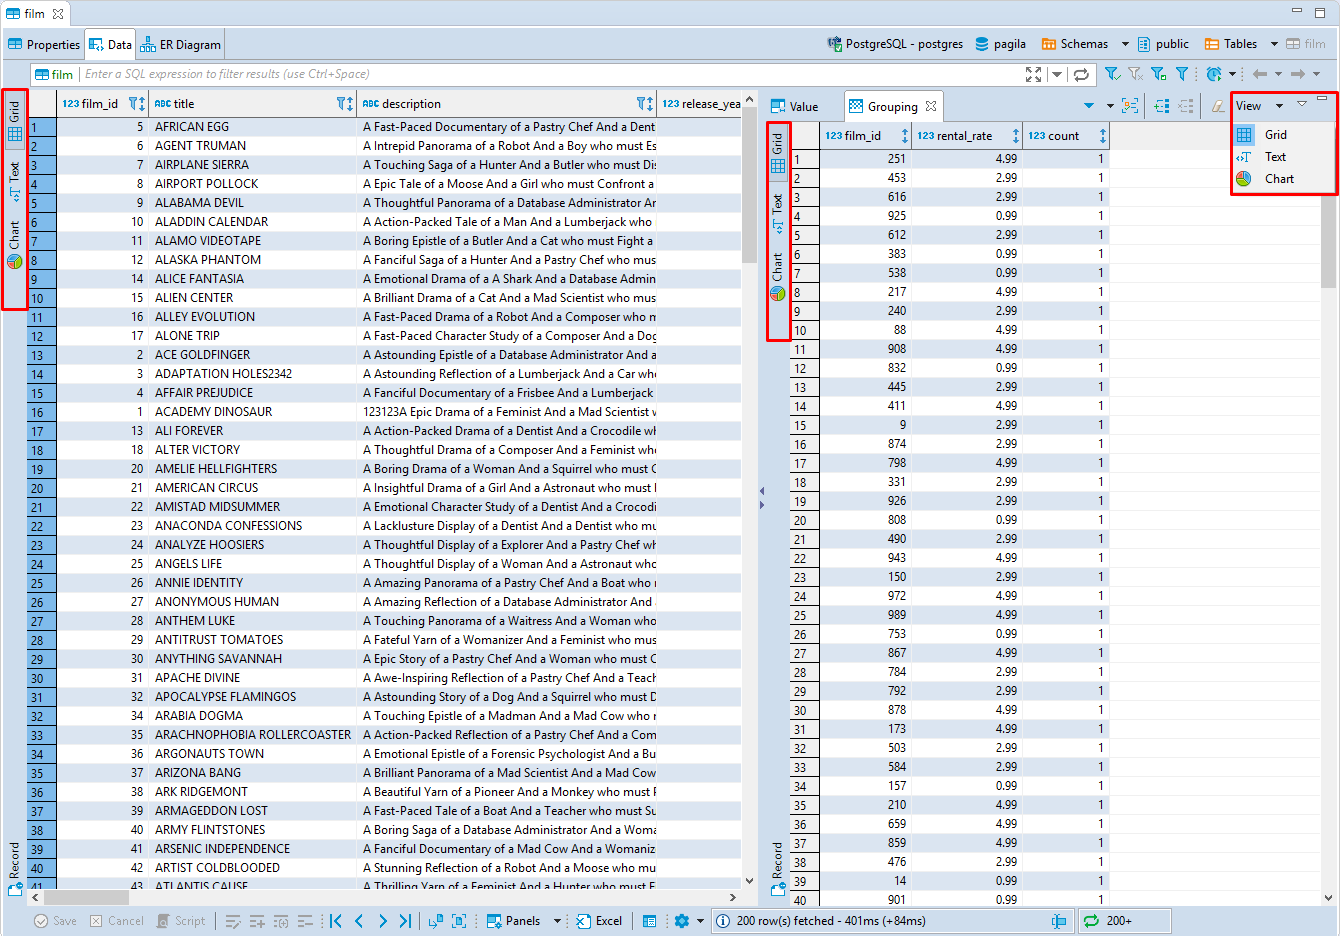 film
Properties
Data
ER Diagram
PostgreSQL - postgres
pagila
Schemas
public
Tables
film
film
Enter a SQL expression to filter results (use Ctrl+Space)
Grid
Text
Chart
Record
123 film_id
ABC title
ABC description
123 release_yea
1 5 AFRICAN EGG A Fast-Paced Documentary of a Pastry Chef And a Dent
2 6 AGENT TRUMAN A Intrepid Panorama of a Robot And a Boy who must Es
3 7 AIRPLANE SIERRA A Touching Saga of a Hunter And a Butler who must Dis
4 8 AIRPORT POLLOCK A Epic Tale of a Moose And a Girl who must Confront a
5 9 ALABAMA DEVIL A Thoughtful Panorama of a Database Administrator Ar
6 10 ALADDIN CALENDAR A Action-Packed Tale of a Man And a Lumberjack who
7 11 ALAMO VIDEOTAPE A Boring Epistle of a Butler And a Cat who must Fight a
8 12 ALASKA PHANTOM A Fanciful Saga of a Hunter And a Pastry Chef who must
9 14 ALICE FANTASIA A Emotional Drama of a A Shark And a Database Admin
10 15 ALIEN CENTER A Brilliant Drama of a Cat And a Mad Scientist who must
11 16 ALLEY EVOLUTION A Fast-Paced Drama of a Robot And a Composer who m
12 17 ALONE TRIP A Fast-Paced Character Study of a Composer And a Dog
13 2 ACE GOLDFINGER A Astounding Epistle of a Database Administrator And a
14 3 ADAPTATION HOLES2342 A Astounding Reflection of a Lumberjack And a Car who
15 4 AFFAIR PREJUDICE A Fanciful Documentary of a Frisbee And a Lumberjack
16 1 ACADEMY DINOSAUR 123123A Epic Drama of a Feminist And a Mad Scientist w
17 13 ALI FOREVER A Action-Packed Drama of a Dentist And a Crocodile wh
18 18 ALTER VICTORY A Thoughtful Drama of a Composer And a Feminist who
19 20 AMELIE HELLFIGHTERS A Boring Drama of a Woman And a Squirrel who must C
20 21 AMERICAN CIRCUS A Insightful Drama of a Girl And a Astronaut who must
21 22 AMISTAD MIDSUMMER A Emotional Character Study of a Dentist And a Crocodi
22 23 ANACONDA CONFESSIONS A Lacklusture Display of a Dentist And a Dentist who mu
23 24 ANALYZE HOOSIERS A Thoughtful Display of a Explorer And a Pastry Chef wh
24 25 ANGELS LIFE A Thoughtful Display of a Woman And a Astronaut who
25 26 ANNIE IDENTITY A Amazing Panorama of a Pastry Chef And a Boat who
26 27 ANONYMOUS HUMAN A Amazing Reflection of a Database Administrator And
27 28 ANTHEM LUKE A Touching Panorama of a Waitress And a Woman who
28 29 ANTITRUST TOMATOES A Fateful Yarn of a Womanizer And a Feminist who mus
29 30 ANYTHING SAVANNAH A Epic Story of a Pastry Chef And a Woman who must C
30 31 APACHE DIVINE A Awe-Inspiring Reflection of a Pastry Chef And a Teach
31 32 APOCALYPSE FLAMINGOS A Astounding Story of a Dog And a Squirrel who must D
32 34 ARABIA DOGMA A Touching Epistle of a Madman And a Mad Cow who
33 35 ARACHNOPHOBIA ROLLERCOASTER A Action-Packed Reflection of a Pastry Chef And a Com
34 36 ARGONAUTS TOWN A Emotional Epistle of a Forensic Psychologist And a Bu
35 37 ARIZONA BANG A Brilliant Panorama of a Mad Scientist And a Mad Cow
36 38 ARK RIDGEMONT A Beautiful Yarn of a Pioneer And a Monkey who must
37 39 ARMAGEDDON LOST A Fast-Paced Tale of a Boat And a Teacher who must Su
38 40 ARMY FLINTSTONES A Boring Saga of a Database Administrator And a Woma
39 41 ARSENIC INDEPENDENCE A Fanciful Documentary of a Mad Cow And a Womaniz
40 42 ARTIST COLDBLOODED A Stunning Reflection of a Robot And a Moose who mu
41 43 ATLANTIS CAUSE A Thrilling Yarn of a Feminist And a Hunter who must
Value
Grouping
View
Grid
Text
Chart
Grid
Text
Chart
Record
123 film_id
123 rental_rate
123 count
1 251 4.99 1
2 453 2.99 1
3 616 2.99 1
4 925 0.99 1
5 612 2.99 1
6 383 0.99 1
7 538 0.99 1
8 217 4.99 1
9 240 2.99 1
10 88 4.99 1
11 908 4.99 1
12 832 0.99 1
13 445 2.99 1
14 411 4.99 1
15 9 2.99 1
16 874 2.99 1
17 798 4.99 1
18 331 2.99 1
19 926 2.99 1
20 808 0.99 1
21 490 2.99 1
22 943 4.99 1
23 150 2.99 1
24 972 4.99 1
25 989 4.99 1
26 753 0.99 1
27 867 4.99 1
28 784 2.99 1
29 792 2.99 1
30 878 4.99 1
31 173 4.99 1
32 503 2.99 1
33 584 2.99 1
34 157 0.99 1
35 210 4.99 1
36 659 4.99 1
37 859 4.99 1
38 476 2.99 1
39 14 0.99 1
40 901 0.99 1
Save
Cancel
Script
Panels
Excel
200 row(s) fetched - 401ms (+84ms)
200+